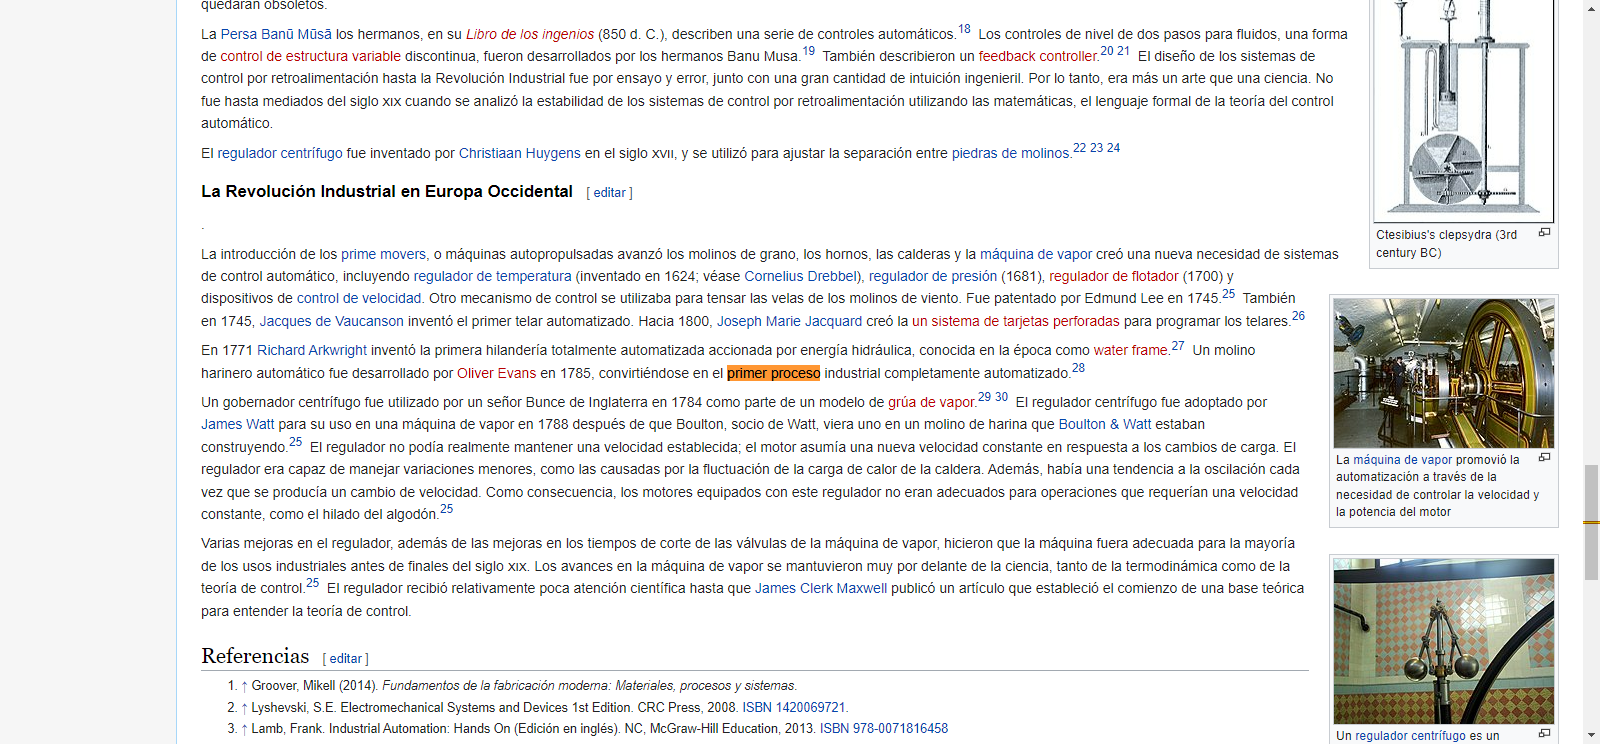 quedaran obsoletos.
La Persa Banū Mūsā los hermanos, en su Libro de los ingenios (850 d. C.), describen una serie de controles automáticos.18 Los controles de nivel de dos pasos para fluidos, una forma
de control de estructura variable discontinua, fueron desarrollados por los hermanos Banu Musa.19 También describieron un feedback controller.20 21 El diseño de los sistemas de
control por retroalimentación hasta la Revolución Industrial fue por ensayo y error, junto con una gran cantidad de intuición ingenieril. Por lo tanto, era más un arte que una ciencia. No
fue hasta mediados del siglo XIX cuando se analizó la estabilidad de los sistemas de control por retroalimentación utilizando las matemáticas, el lenguaje formal de la teoría del control
automático.
El regulador centrífugo fue inventado por Christiaan Huygens en el siglo XVII, y se utilizó para ajustar la separación entre piedras de molinos.22 23 24
La Revolución Industrial en Europa Occidental [ editar ]
.
La introducción de los prime movers, o máquinas autopropulsadas avanzó los molinos de grano, los hornos, las calderas y la máquina de vapor creó una nueva necesidad de sistemas
de control automático, incluyendo regulador de temperatura (inventado en 1624; véase Cornelius Drebbel), regulador de presión (1681), regulador de flotador (1700) y
dispositivos de control de velocidad. Otro mecanismo de control se utilizaba para tensar las velas de los molinos de viento. Fue patentado por Edmund Lee en 1745.25 También
en 1745, Jacques de Vaucanson inventó el primer telar automatizado. Hacia 1800, Joseph Marie Jacquard creó la un sistema de tarjetas perforadas para programar los telares.26
En 1771 Richard Arkwright inventó la primera hilandería totalmente automatizada accionada por energía hidráulica, conocida en la época como water frame.27 Un molino
harinero automático fue desarrollado por Oliver Evans en 1785, convirtiéndose en el primer proceso industrial completamente automatizado.28
Un gobernador centrífugo fue utilizado por un señor Bunce de Inglaterra en 1784 como parte de un modelo de grúa de vapor.29 30 El regulador centrífugo fue adoptado por
James Watt para su uso en una máquina de vapor en 1788 después de que Boulton, socio de Watt, viera uno en un molino de harina que Boulton & Watt estaban
construyendo.25 El regulador no podía realmente mantener una velocidad establecida; el motor asumía una nueva velocidad constante en respuesta a los cambios de carga. El
regulador era capaz de manejar variaciones menores, como las causadas por la fluctuación de la carga de calor de la caldera. Además, había una tendencia a la oscilación cada
vez que se producía un cambio de velocidad. Como consecuencia, los motores equipados con este regulador no eran adecuados para operaciones que requerían una velocidad
constante, como el hilado del algodón.25
Varias mejoras en el regulador, además de las mejoras en los tiempos de corte de las válvulas de la máquina de vapor, hicieron que la máquina fuera adecuada para la mayoría
de los usos industriales antes de finales del siglo XIX. Los avances en la máquina de vapor se mantuvieron muy por delante de la ciencia, tanto de la termodinámica como de la
teoría de control.25 El regulador recibió relativamente poca atención científica hasta que James Clerk Maxwell publicó un artículo que estableció el comienzo de una base teórica
para entender la teoría de control.
Referencias [ editar ]
1. ↑ Groover, Mikell (2014). Fundamentos de la fabricación moderna: Materiales, procesos y sistemas.
2. ↑ Lyshevski, S.E. Electromechanical Systems and Devices 1st Edition. CRC Press, 2008. ISBN 1420069721.
3. ↑ Lamb, Frank. Industrial Automation: Hands On (Edición en inglés). NC, McGraw-Hill Education, 2013. ISBN 978-0071816458
Ctesibius's clepsydra (3rd
century BC)
La máquina de vapor promovió la
automatización a través de la
necesidad de controlar la velocidad y
la potencia del motor
Un regulador centrífugo es un